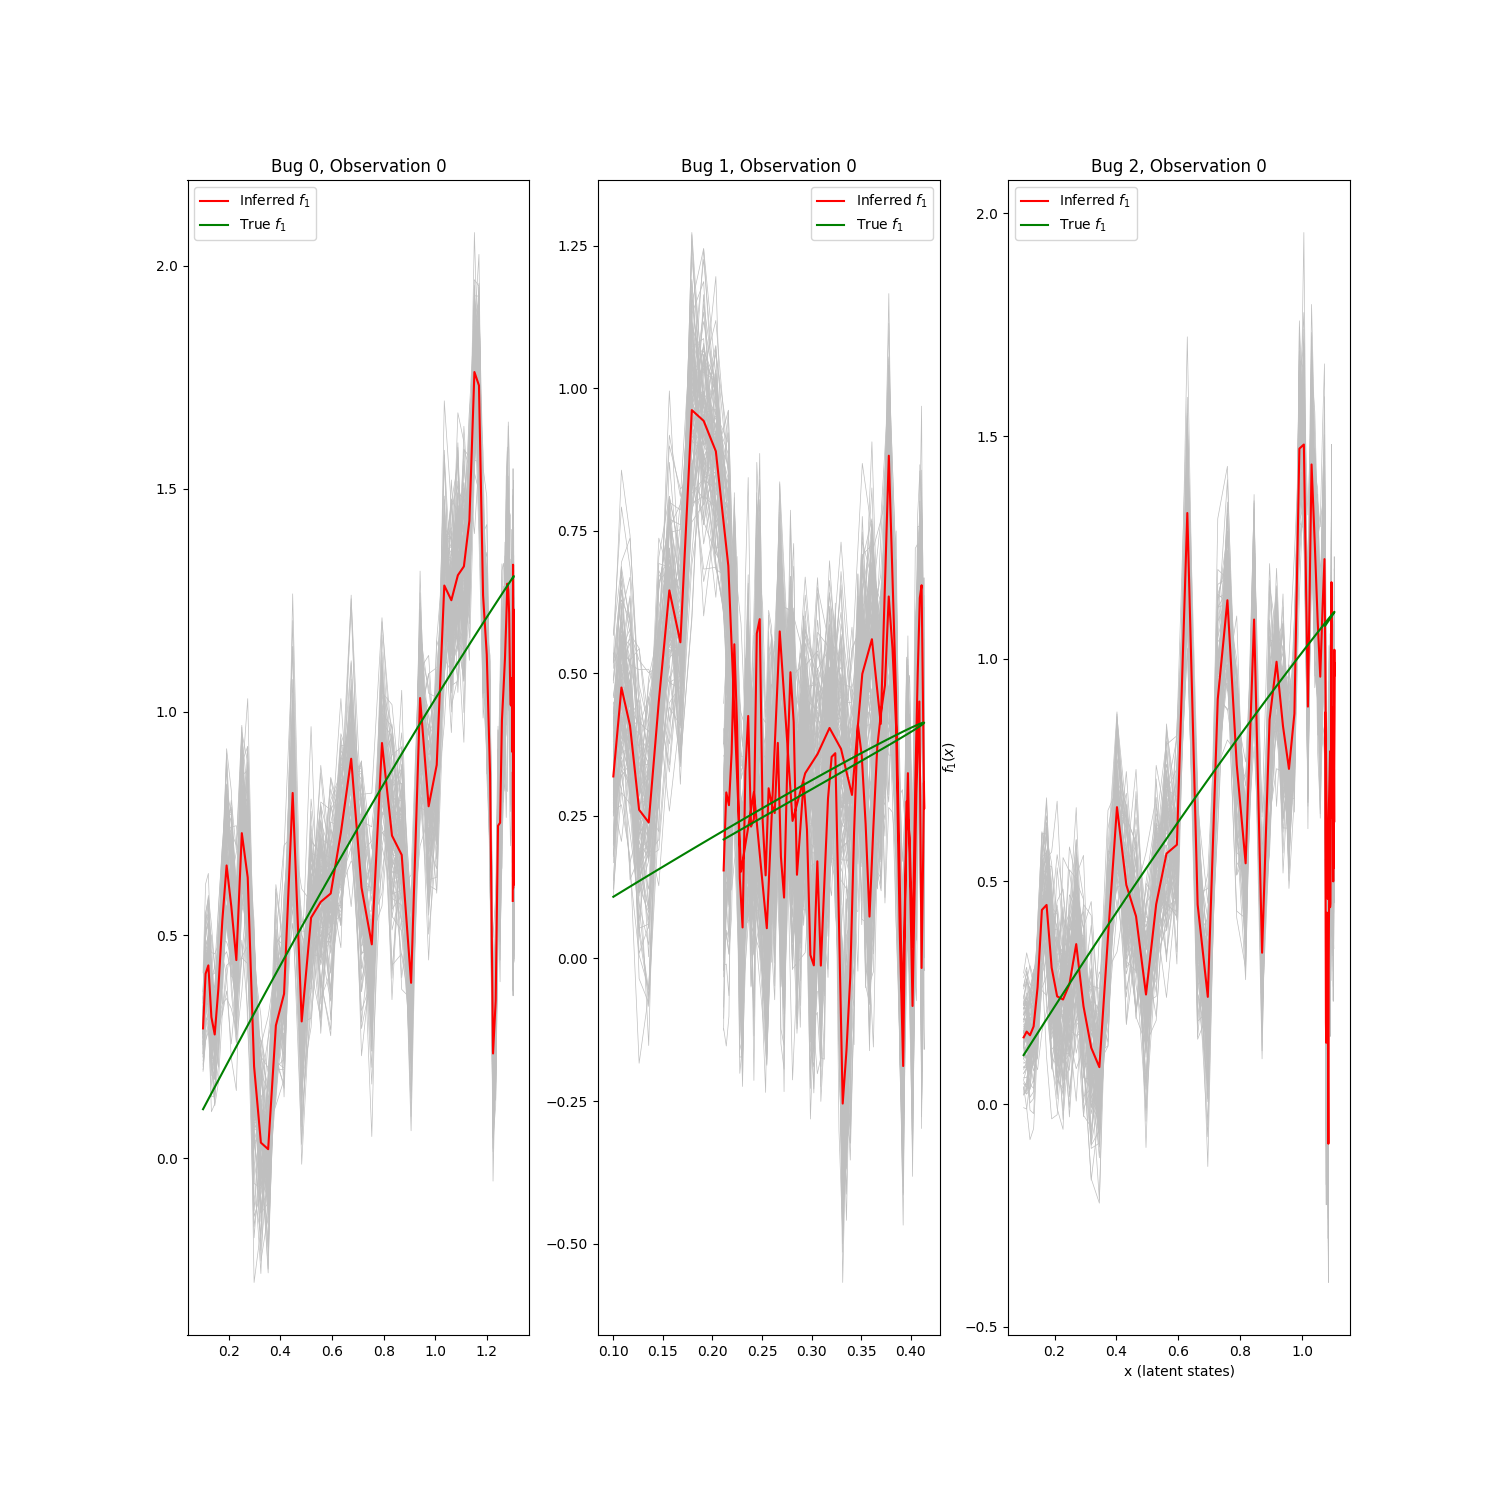 Bug 0, Observation 0
Inferred f₁
True f₁
2.0
1.5
1.0
0.5
0.0
0.2 0.4 0.6 0.8 1.0 1.2
Bug 1, Observation 0
Inferred f₁
True f₁
1.25
1.00
0.75
0.50
0.25
0.00
−0.25
−0.50
0.10 0.15 0.20 0.25 0.30 0.35 0.40
Bug 2, Observation 0
Inferred f₁
True f₁
f₁(x)
2.0
1.5
1.0
0.5
0.0
−0.5
0.2 0.4 0.6 0.8 1.0
x (latent states)